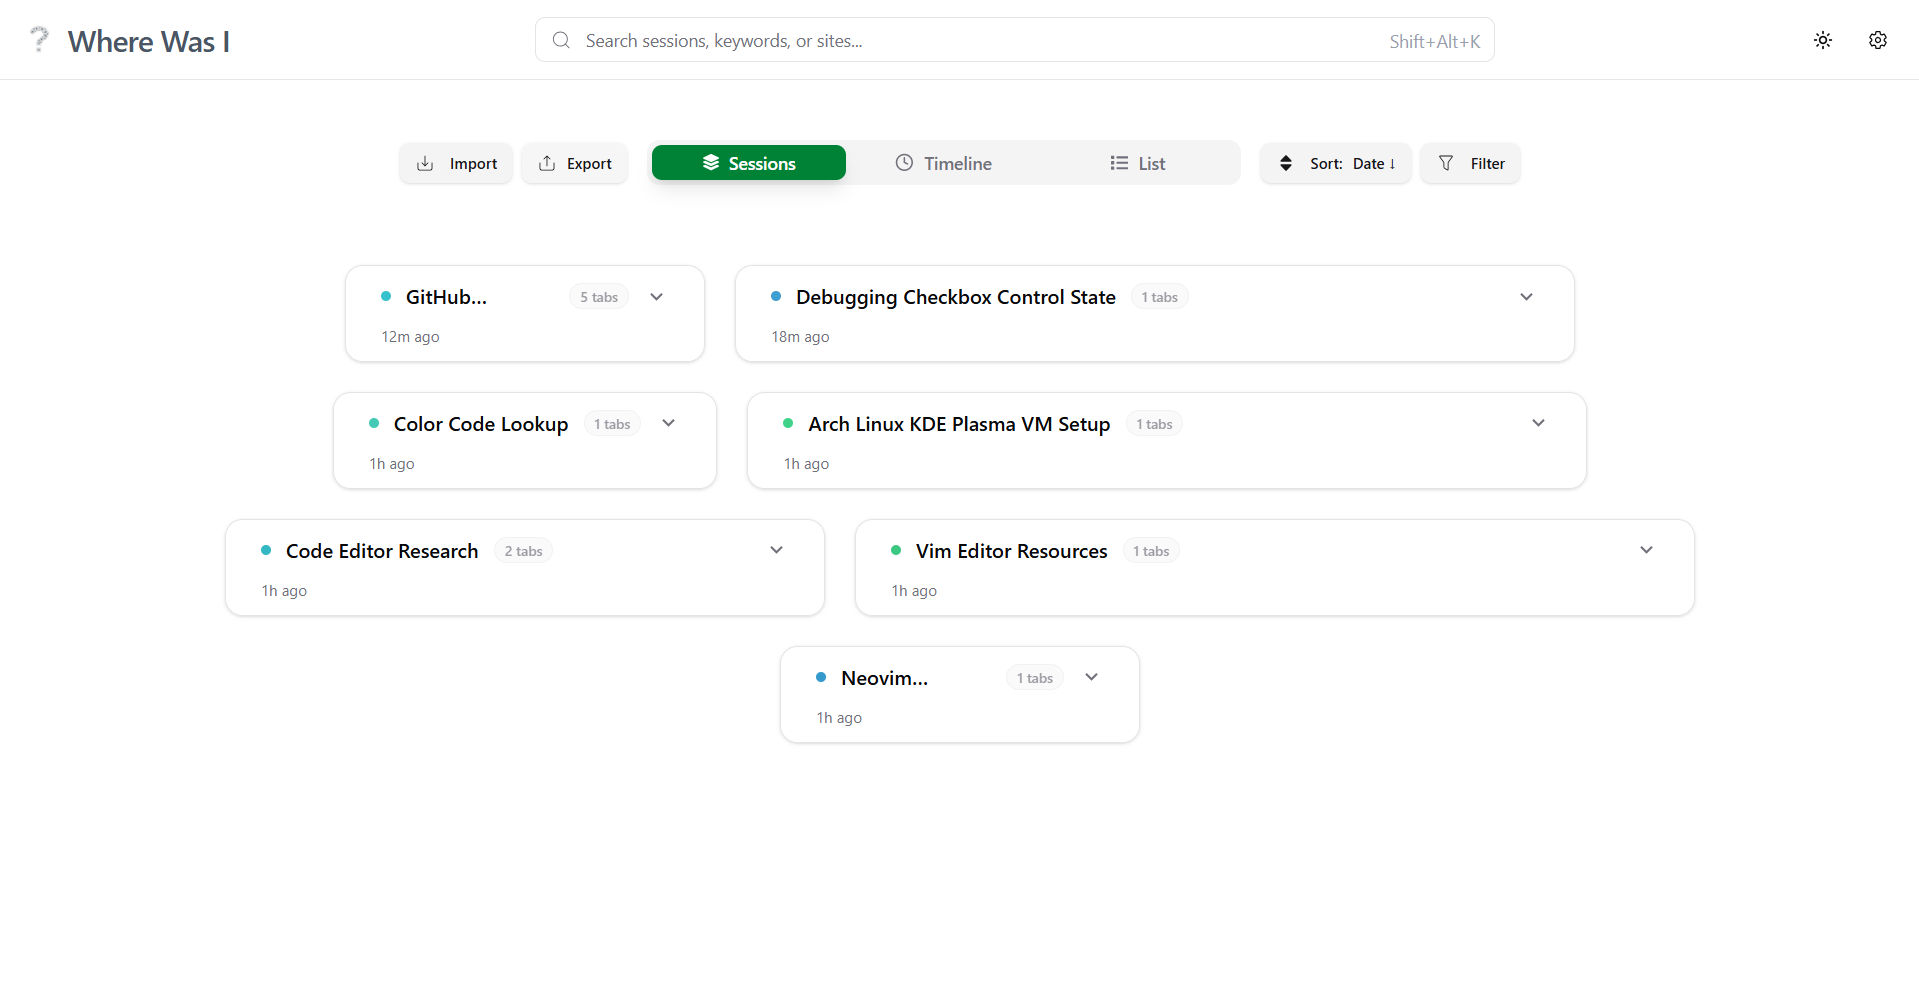 ? Where Was I
Search sessions, keywords, or sites... Shift+Alt+K
Import Export Sessions Timeline List Sort: Date ↓ Filter
GitHub... 5 tabs
12m ago
Debugging Checkbox Control State 1 tabs
18m ago
Color Code Lookup 1 tabs
1h ago
Arch Linux KDE Plasma VM Setup 1 tabs
1h ago
Code Editor Research 2 tabs
1h ago
Vim Editor Resources 1 tabs
1h ago
Neovim... 1 tabs
1h ago